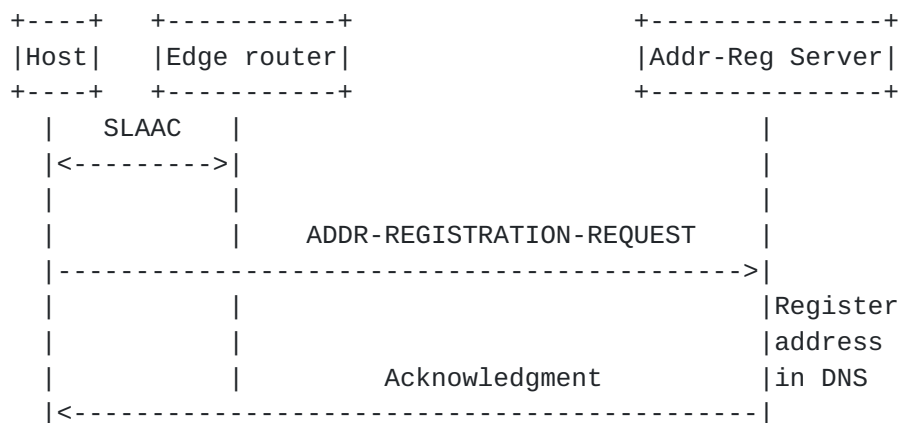 +----+   +-----------+                      +---------------+
|Host|   |Edge router|                      |Addr-Reg Server|
+----+   +-----------+                      +---------------+
  |   SLAAC   |                                     |
  |<--------->|                                     |
  |           |                                     |
  |           |    ADDR-REGISTRATION-REQUEST        |
  |------------------------------------------------>|
  |           |                                     |Register
  |           |                                     |address
  |           |         Acknowledgment              |in DNS
  |<------------------------------------------------|